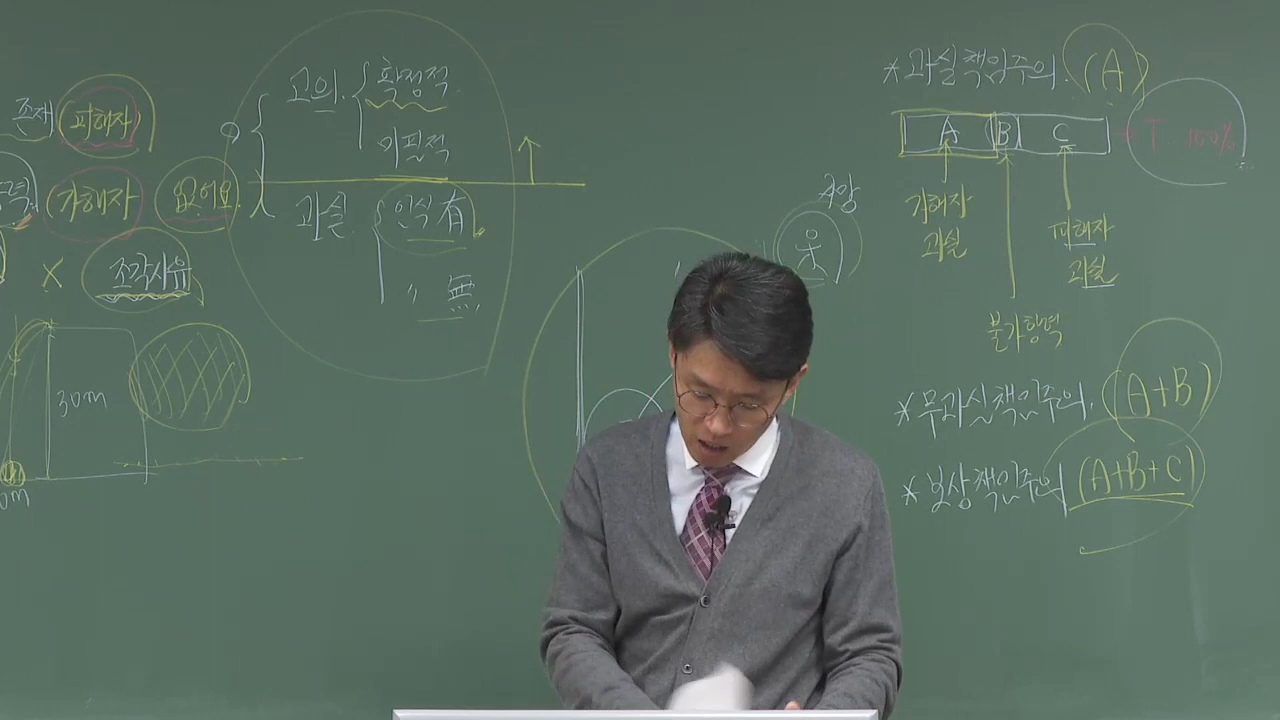 존재 (피해자)
(가해자) 없어요.
X 조각사유
30m
0m
고의. 확정적
미필적
과실. 인식 有
〃 無
A양
*과실책임주의. (A)
A (B) C → T 100%
가해자
과실
피해자
과실
불가항력
*무과실책임주의. (A+B)
*보상책임주의 (A+B+C)